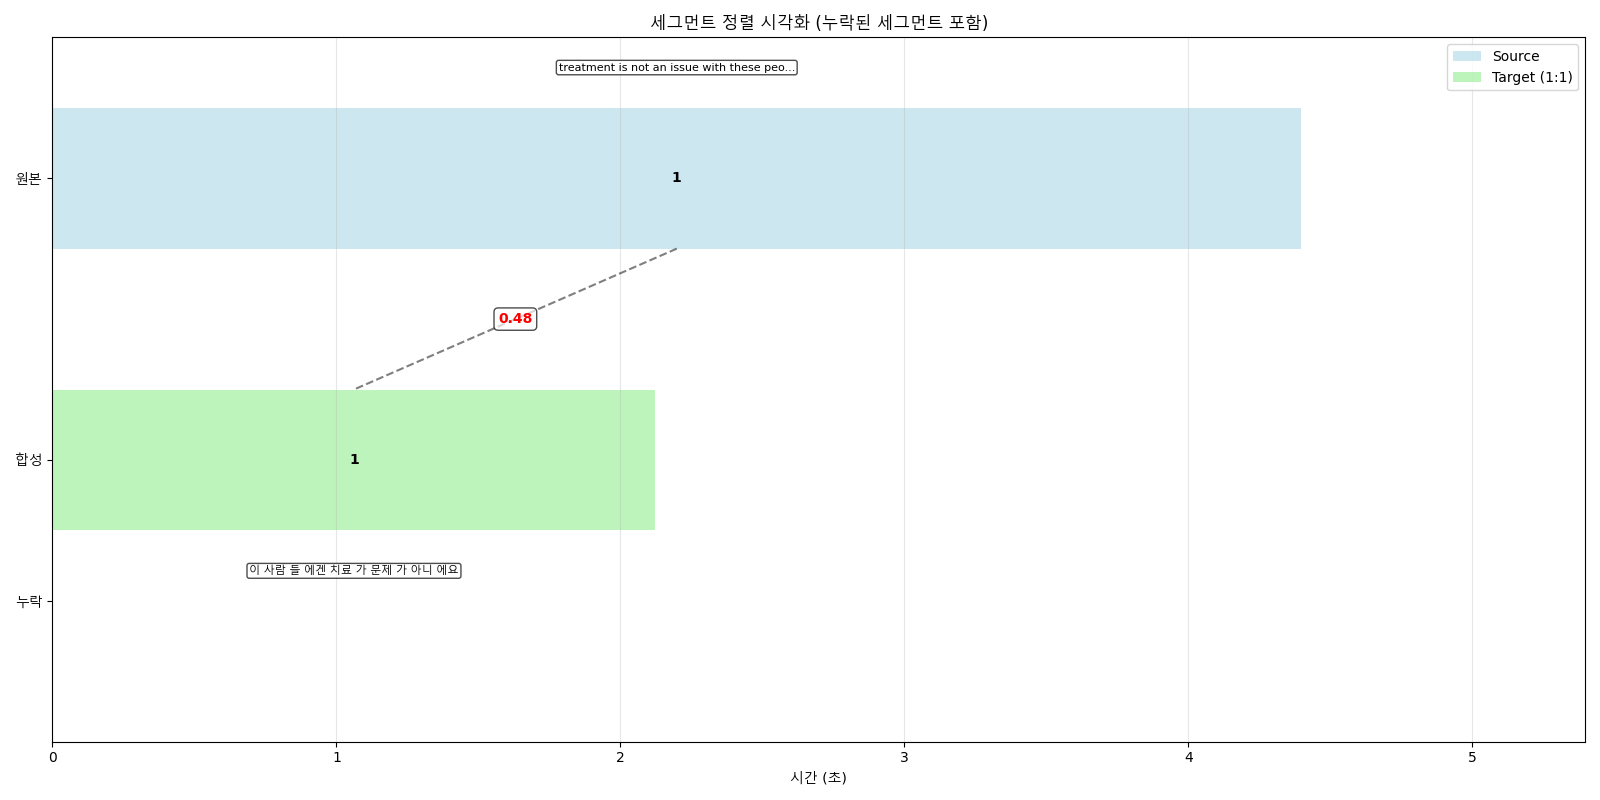 세그먼트 정렬 시각화 (누락된 세그먼트 포함)
treatment is not an issue with these peo...
Source
Target (1:1)
원본
1
0.48
합성
1
이 사람 들 에겐 치료 가 문제 가 아니 에요
누락
0 1 2 3 4 5
시간 (초)